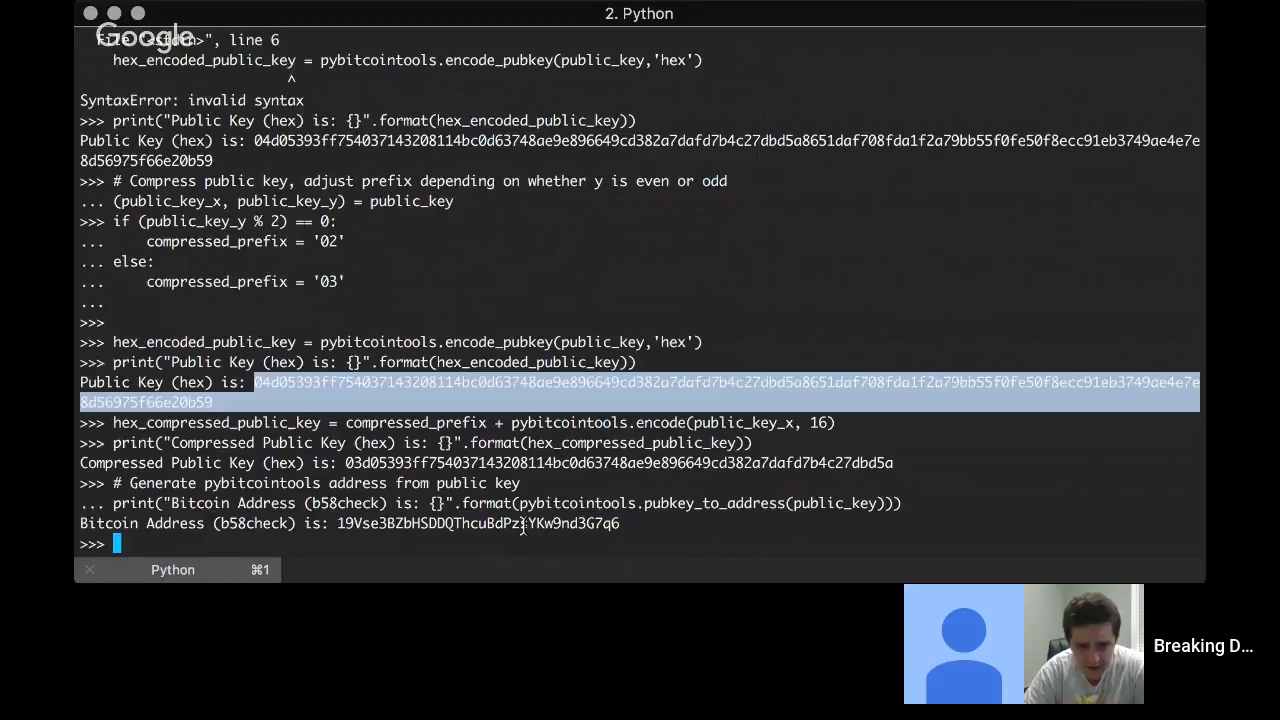 2. Python
Google
File "<stdin>", line 6
hex_encoded_public_key = pybitcointools.encode_pubkey(public_key,'hex')
^
SyntaxError: invalid syntax
>>> print("Public Key (hex) is: {}".format(hex_encoded_public_key))
Public Key (hex) is: 04d05393ff754037143208114bc0d63748ae9e896649cd382a7dafd7b4c27dbd5a8651daf708fda1f2a79bb55f0fe50f8ecc91eb3749ae4e7e
8d56975f66e20b59
>>> # Compress public key, adjust prefix depending on whether y is even or odd
... (public_key_x, public_key_y) = public_key
>>> if (public_key_y % 2) == 0:
...     compressed_prefix = '02'
... else:
...     compressed_prefix = '03'
...
>>>
>>> hex_encoded_public_key = pybitcointools.encode_pubkey(public_key,'hex')
>>> print("Public Key (hex) is: {}".format(hex_encoded_public_key))
Public Key (hex) is: 04d05393ff754037143208114bc0d63748ae9e896649cd382a7dafd7b4c27dbd5a8651daf708fda1f2a79bb55f0fe50f8ecc91eb3749ae4e7e
8d56975f66e20b59
>>> hex_compressed_public_key = compressed_prefix + pybitcointools.encode(public_key_x, 16)
>>> print("Compressed Public Key (hex) is: {}".format(hex_compressed_public_key))
Compressed Public Key (hex) is: 03d05393ff754037143208114bc0d63748ae9e896649cd382a7dafd7b4c27dbd5a
>>> # Generate pybitcointools address from public key
... print("Bitcoin Address (b58check) is: {}".format(pybitcointools.pubkey_to_address(public_key)))
Bitcoin Address (b58check) is:
>>>
Python
⌘1
Breaking D...